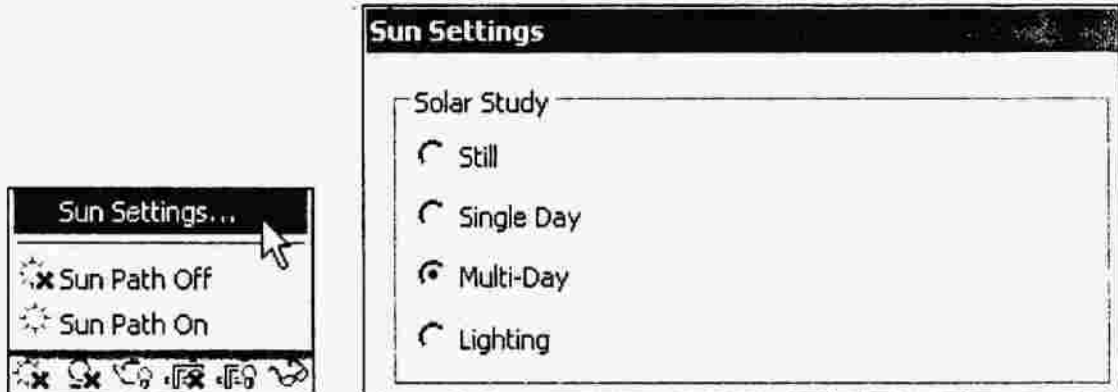 Sun Settings...
Sun Path Off
Sun Path On
Sun Settings
Solar Study
Still
Single Day
Multi-Day
Lighting